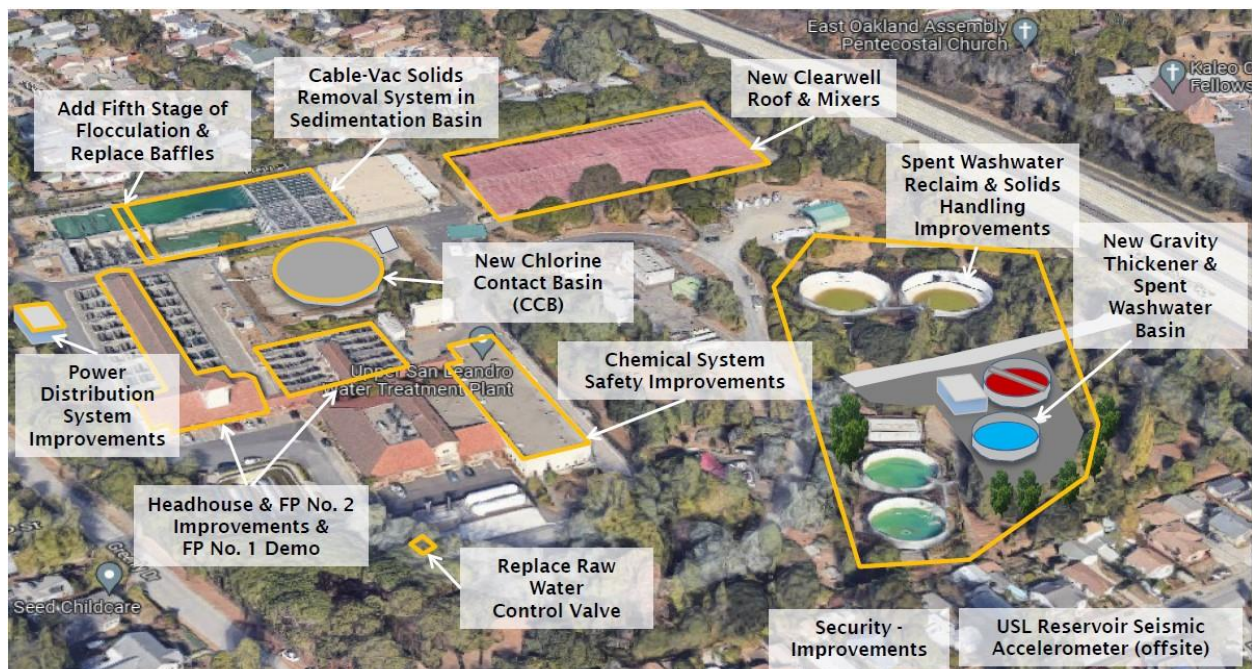 East Oakland Assembly
Pentecostal Church
Cable-Vac Solids
Removal System in
Sedimentation Basin
New Clearwell
Roof & Mixers
Add Fifth Stage of
Flocculation &
Replace Baffles
Spent Washwater
Reclaim & Solids
Handling
Improvements
New Gravity
Thickener &
Spent
Washwater
Basin
New Chlorine
Contact Basin
(CCB)
Upper San Leandro
Water Treatment Plant
Chemical System
Safety Improvements
Power
Distribution
System
Improvements
Headhouse & FP No. 2
Improvements &
FP No. 1 Demo
Replace Raw
Water
Control Valve
Seed Childcare
Security -
Improvements
USL Reservoir Seismic
Accelerometer (offsite)